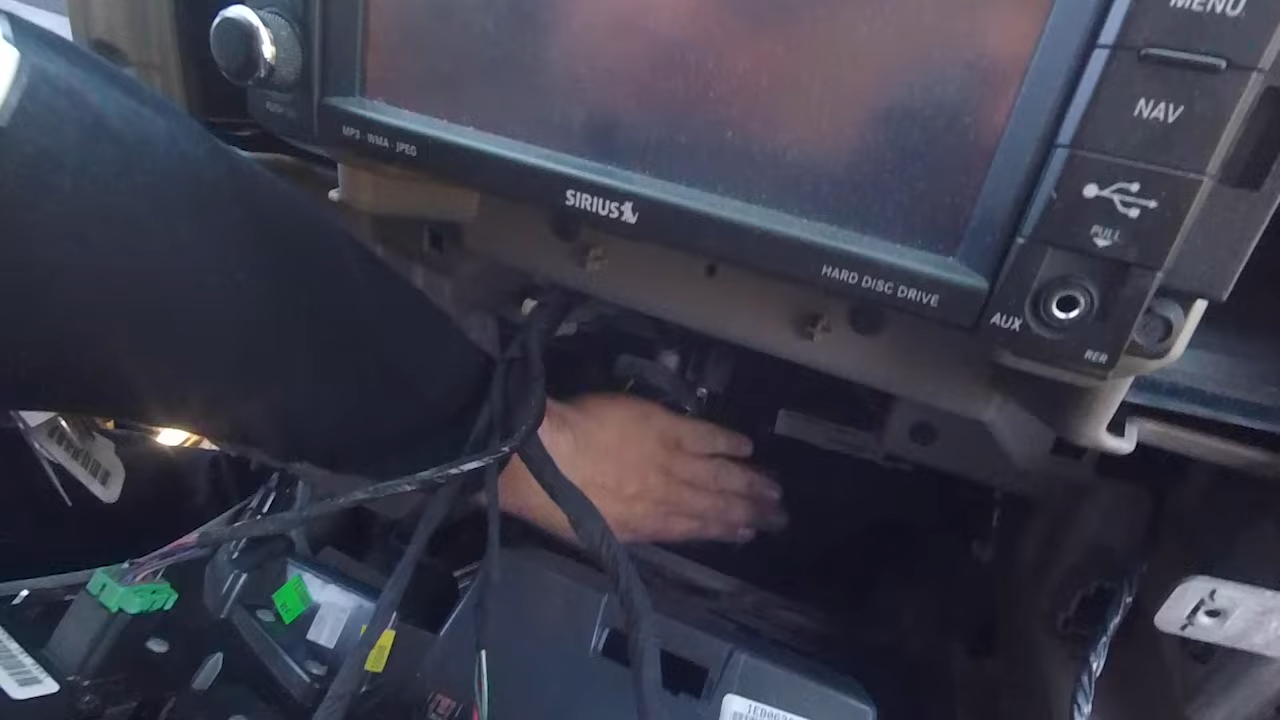 MENU
NAV
MP3 · WMA · JPEG
SIRIUS
PULL
HARD DISC DRIVE
AUX
RER